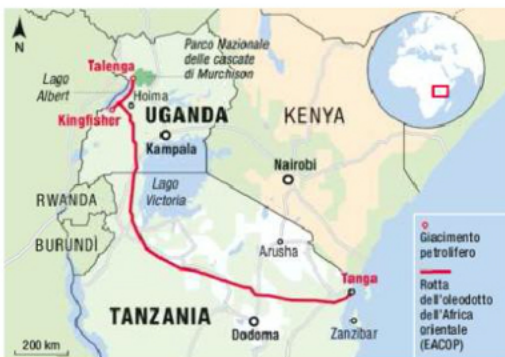 N
Parco Nazionale
delle cascate
di Murchison
Talenga
Lago
Albert
Hoima
Kingfisher
UGANDA
KENYA
Kampala
Nairobi
Lago
Victoria
RWANDA
BURUNDÌ
Arusha
Tanga
TANZANIA
Dodoma
Zanzibar
200 km
Giacimento
petrolifero
Rotta
dell'oleodotto
dell'Africa
orientale
(EACOP)